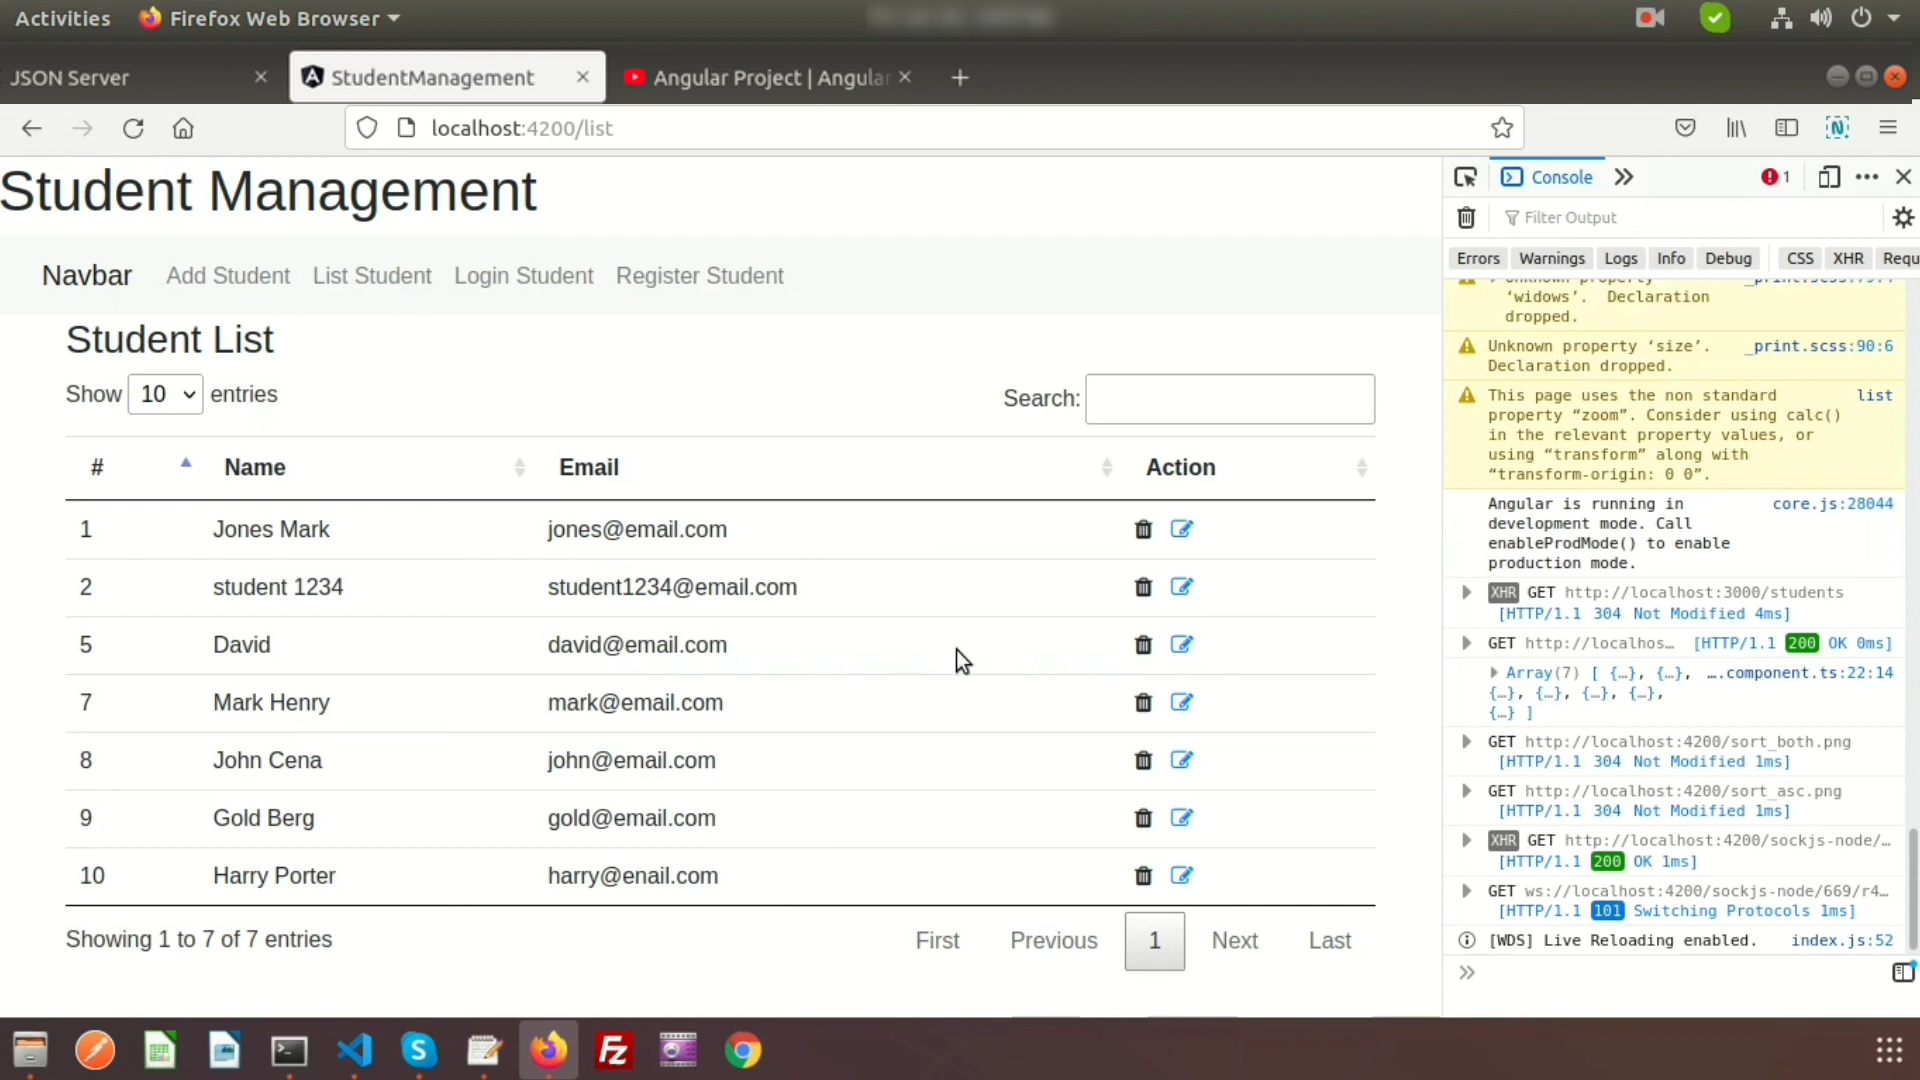 Activities Firefox Web Browser
JSON Server StudentManagement Angular Project | Angular
localhost:4200/list
Student Management
Navbar Add Student List Student Login Student Register Student
Student List
Show 10 entries Search:
# Name Email Action
1 Jones Mark jones@email.com
2 student 1234 student1234@email.com
5 David david@email.com
7 Mark Henry mark@email.com
8 John Cena john@email.com
9 Gold Berg gold@email.com
10 Harry Porter harry@enail.com
Showing 1 to 7 of 7 entries First Previous 1 Next Last
Console 1
Filter Output
Errors Warnings Logs Info Debug CSS XHR Requ
‘widows’. Declaration
dropped.
Unknown property ‘size’. _print.scss:90:6
Declaration dropped.
This page uses the non standard list
property “zoom”. Consider using calc()
in the relevant property values, or
using “transform” along with
“transform-origin: 0 0”.
Angular is running in core.js:28044
development mode. Call
enableProdMode() to enable
production mode.
XHR GET http://localhost:3000/students
[HTTP/1.1 304 Not Modified 4ms]
GET http://localhos… [HTTP/1.1 200 OK 0ms]
Array(7) [ {…}, {…}, ….component.ts:22:14
{…}, {…}, {…}, {…},
{…} ]
GET http://localhost:4200/sort_both.png
[HTTP/1.1 304 Not Modified 1ms]
GET http://localhost:4200/sort_asc.png
[HTTP/1.1 304 Not Modified 1ms]
XHR GET http://localhost:4200/sockjs-node/…
[HTTP/1.1 200 OK 1ms]
GET ws://localhost:4200/sockjs-node/669/r4…
[HTTP/1.1 101 Switching Protocols 1ms]
[WDS] Live Reloading enabled. index.js:52